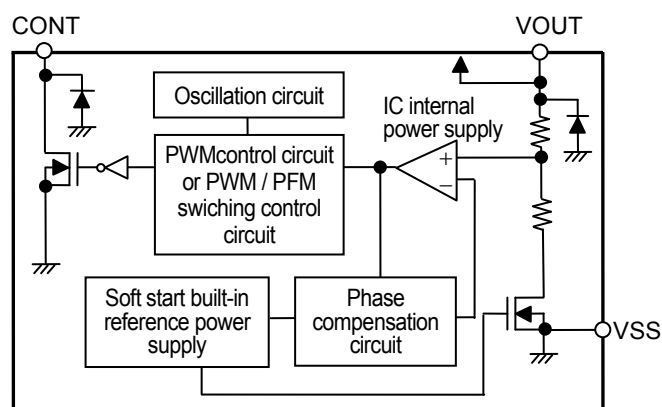 CONT
VOUT
Oscillation circuit
IC internal
power supply
PWMcontrol circuit
or PWM / PFM
swiching control
circuit
+
−
Soft start built-in
reference power
supply
Phase
compensation
circuit
VSS